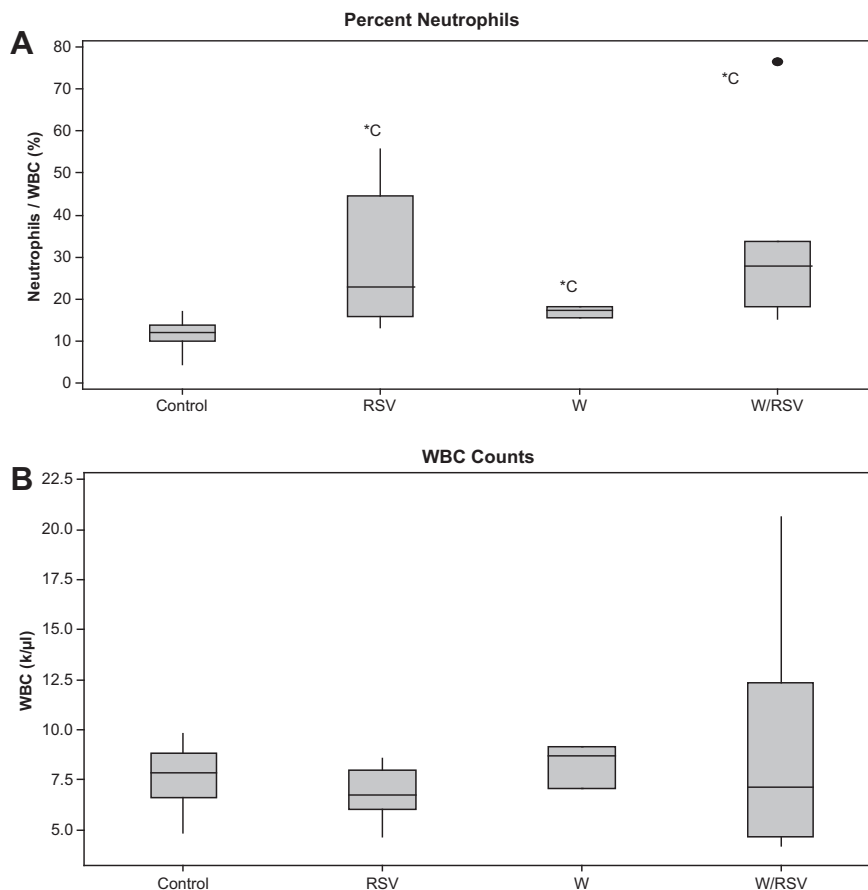 Percent Neutrophils
A
80
70
60
50
40
30
20
10
0
Neutrophils / WBC (%)
*C
*C
*C
Control RSV W W/RSV
WBC Counts
B
22.5
20.0
17.5
15.0
12.5
10.0
7.5
5.0
WBC (k/µl)
Control RSV W W/RSV